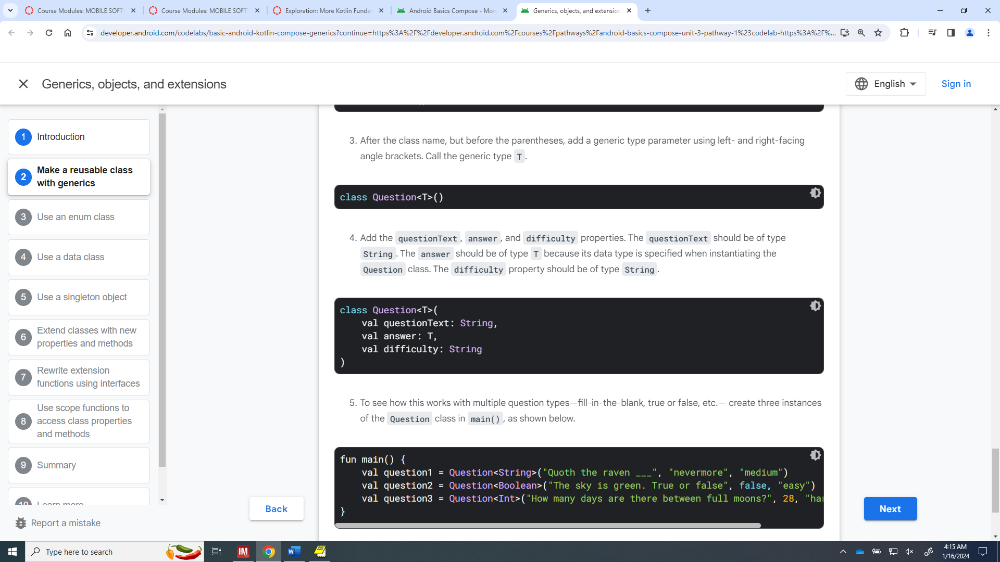 Course Modules: MOBILE SOFTW
Course Modules: MOBILE SOFTW
Exploration: More Kotlin Funda
Android Basics Compose - More
Generics, objects, and extension
developer.android.com/codelabs/basic-android-kotlin-compose-generics?continue=https%3A%2F%2Fdeveloper.android.com%2Fcourses%2Fpathways%2Fandroid-basics-compose-unit-3-pathway-1%23codelab-https%3A%2F%...
Generics, objects, and extensions
English
Sign in
1 Introduction
2 Make a reusable class
with generics
3 Use an enum class
4 Use a data class
5 Use a singleton object
6 Extend classes with new
properties and methods
7 Rewrite extension
functions using interfaces
8 Use scope functions to
access class properties
and methods
9 Summary
10 Learn more
Report a mistake
3. After the class name, but before the parentheses, add a generic type parameter using left- and right-facing
angle brackets. Call the generic type T.
class Question<T>()
4. Add the questionText, answer, and difficulty properties. The questionText should be of type
String. The answer should be of type T because its data type is specified when instantiating the
Question class. The difficulty property should be of type String.
class Question<T>(
val questionText: String,
val answer: T,
val difficulty: String
)
5. To see how this works with multiple question types—fill-in-the-blank, true or false, etc.— create three instances
of the Question class in main(), as shown below.
fun main() {
val question1 = Question<String>("Quoth the raven ___", "nevermore", "medium")
val question2 = Question<Boolean>("The sky is green. True or false", false, "easy")
val question3 = Question<Int>("How many days are there between full moons?", 28, "har
}
Back
Next
Type here to search
IM
4:15 AM
1/16/2024